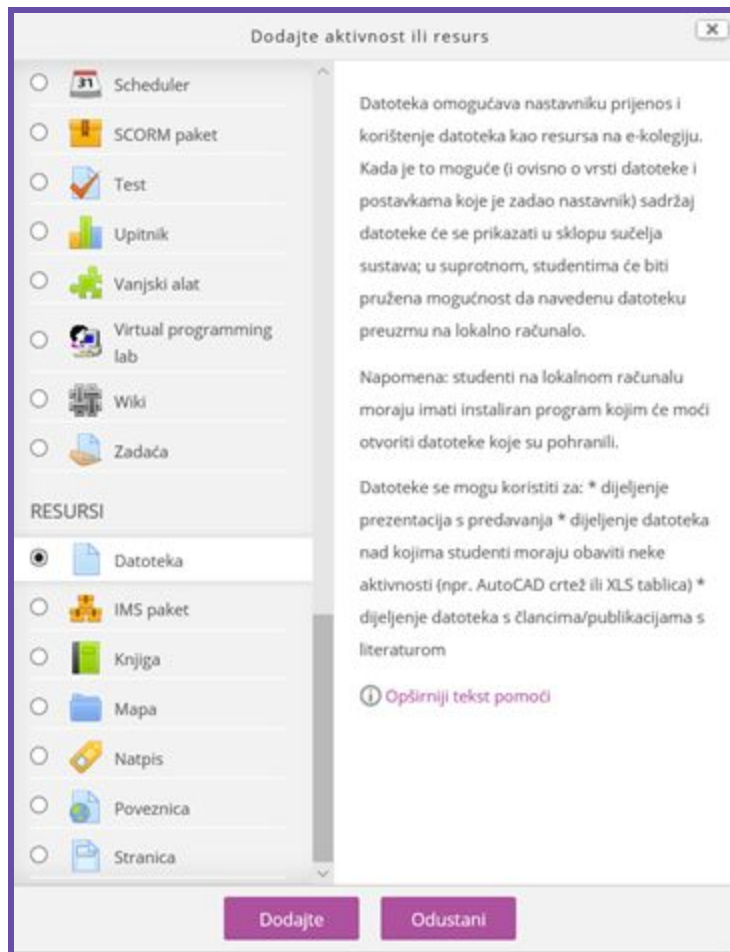 Dodajte aktivnost ili resurs
31
Scheduler
SCORM paket
Test
Upitnik
Vanjski alat
Virtual programming
lab
Wiki
Zadaća
RESURSI
Datoteka
IMS paket
Knjiga
Mapa
Natpis
Poveznica
Stranica
Datoteka omogućava nastavniku prijenos i
korištenje datoteka kao resursa na e-kolegiju.
Kada je to moguće (i ovisno o vrsti datoteke i
postavkama koje je zadao nastavnik) sadržaj
datoteke će se prikazati u sklopu sučelja
sustava; u suprotnom, studentima će biti
pružena mogućnost da navedenu datoteku
preuzmu na lokalno računalo.
Napomena: studenti na lokalnom računalu
moraju imati instaliran program kojim će moći
otvoriti datoteke koje su pohranili.
Datoteke se mogu koristiti za: * dijeljenje
prezentacija s predavanja * dijeljenje datoteka
nad kojima studenti moraju obaviti neke
aktivnosti (npr. AutoCAD crtež ili XLS tablica) *
dijeljenje datoteka s člancima/publikacijama s
literaturom
Opširniji tekst pomoći
Dodajte
Odustani